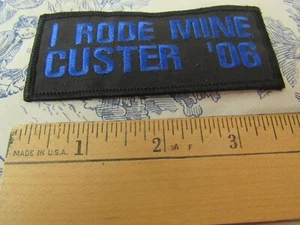 I RODE MINE
CUSTER '06
MADE IN U.S.A. 1 2 3